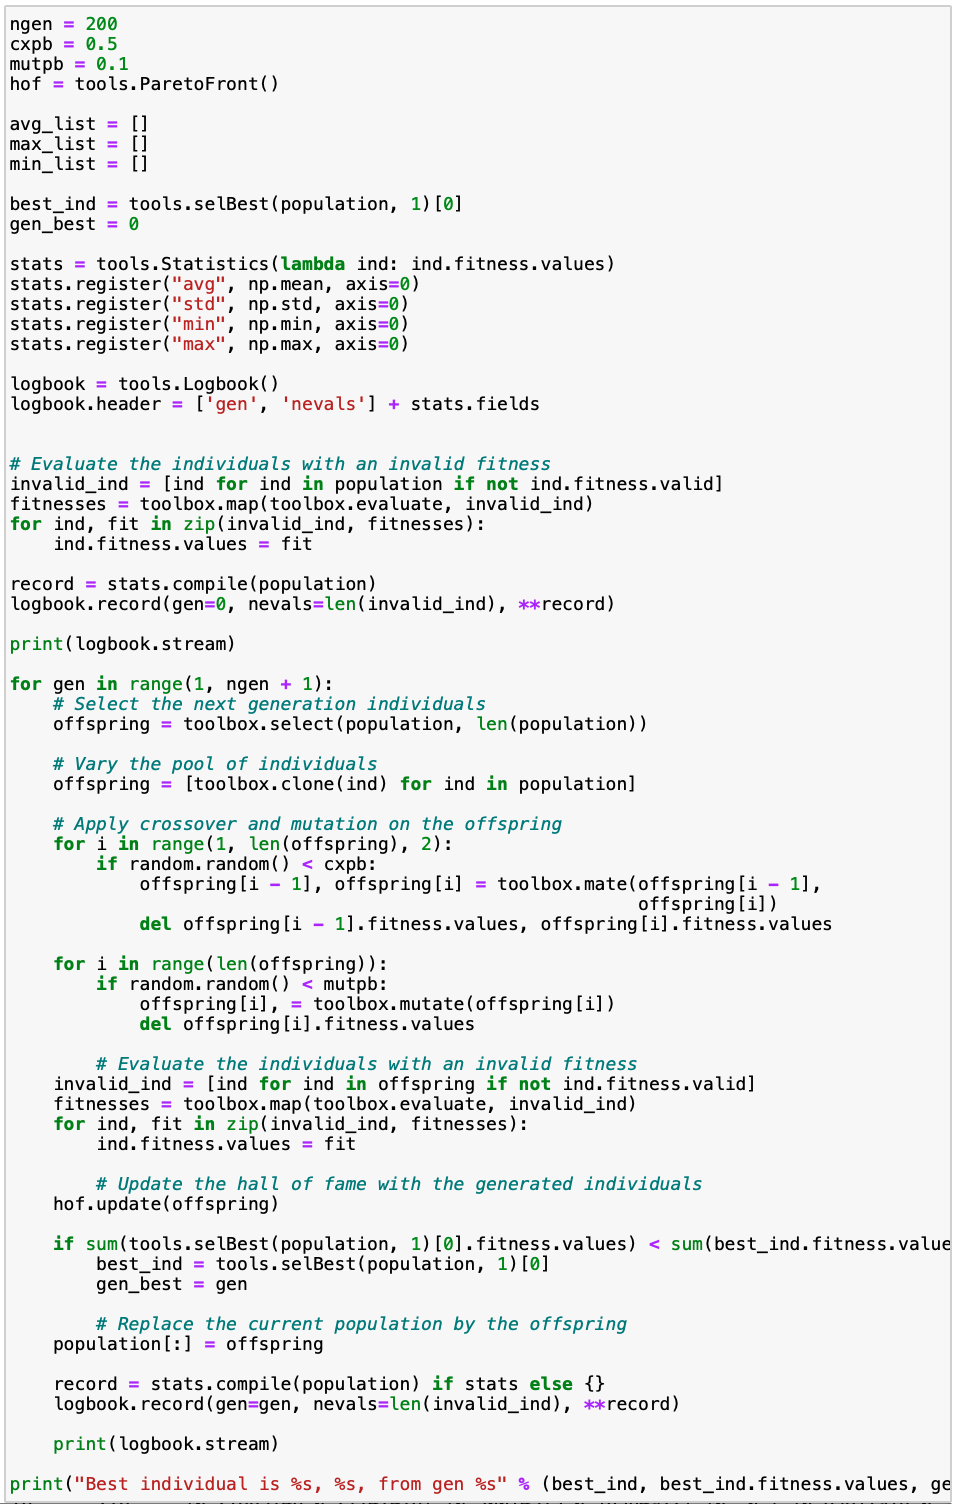 ngen = 200
cxpb = 0.5
mutpb = 0.1
hof = tools.ParetoFront()

avg_list = []
max_list = []
min_list = []

best_ind = tools.selBest(population, 1)[0]
gen_best = 0

stats = tools.Statistics(lambda ind: ind.fitness.values)
stats.register("avg", np.mean, axis=0)
stats.register("std", np.std, axis=0)
stats.register("min", np.min, axis=0)
stats.register("max", np.max, axis=0)

logbook = tools.Logbook()
logbook.header = ['gen', 'nevals'] + stats.fields


# Evaluate the individuals with an invalid fitness
invalid_ind = [ind for ind in population if not ind.fitness.valid]
fitnesses = toolbox.map(toolbox.evaluate, invalid_ind)
for ind, fit in zip(invalid_ind, fitnesses):
    ind.fitness.values = fit

record = stats.compile(population)
logbook.record(gen=0, nevals=len(invalid_ind), **record)

print(logbook.stream)

for gen in range(1, ngen + 1):
    # Select the next generation individuals
    offspring = toolbox.select(population, len(population))

    # Vary the pool of individuals
    offspring = [toolbox.clone(ind) for ind in population]

    # Apply crossover and mutation on the offspring
    for i in range(1, len(offspring), 2):
        if random.random() < cxpb:
            offspring[i - 1], offspring[i] = toolbox.mate(offspring[i - 1],
                                                          offspring[i])
            del offspring[i - 1].fitness.values, offspring[i].fitness.values

    for i in range(len(offspring)):
        if random.random() < mutpb:
            offspring[i], = toolbox.mutate(offspring[i])
            del offspring[i].fitness.values

        # Evaluate the individuals with an invalid fitness
    invalid_ind = [ind for ind in offspring if not ind.fitness.valid]
    fitnesses = toolbox.map(toolbox.evaluate, invalid_ind)
    for ind, fit in zip(invalid_ind, fitnesses):
        ind.fitness.values = fit

        # Update the hall of fame with the generated individuals
    hof.update(offspring)

    if sum(tools.selBest(population, 1)[0].fitness.values) < sum(best_ind.fitness.value
        best_ind = tools.selBest(population, 1)[0]
        gen_best = gen

        # Replace the current population by the offspring
    population[:] = offspring

    record = stats.compile(population) if stats else {}
    logbook.record(gen=gen, nevals=len(invalid_ind), **record)

    print(logbook.stream)

print("Best individual is %s, %s, from gen %s" % (best_ind, best_ind.fitness.values, ge